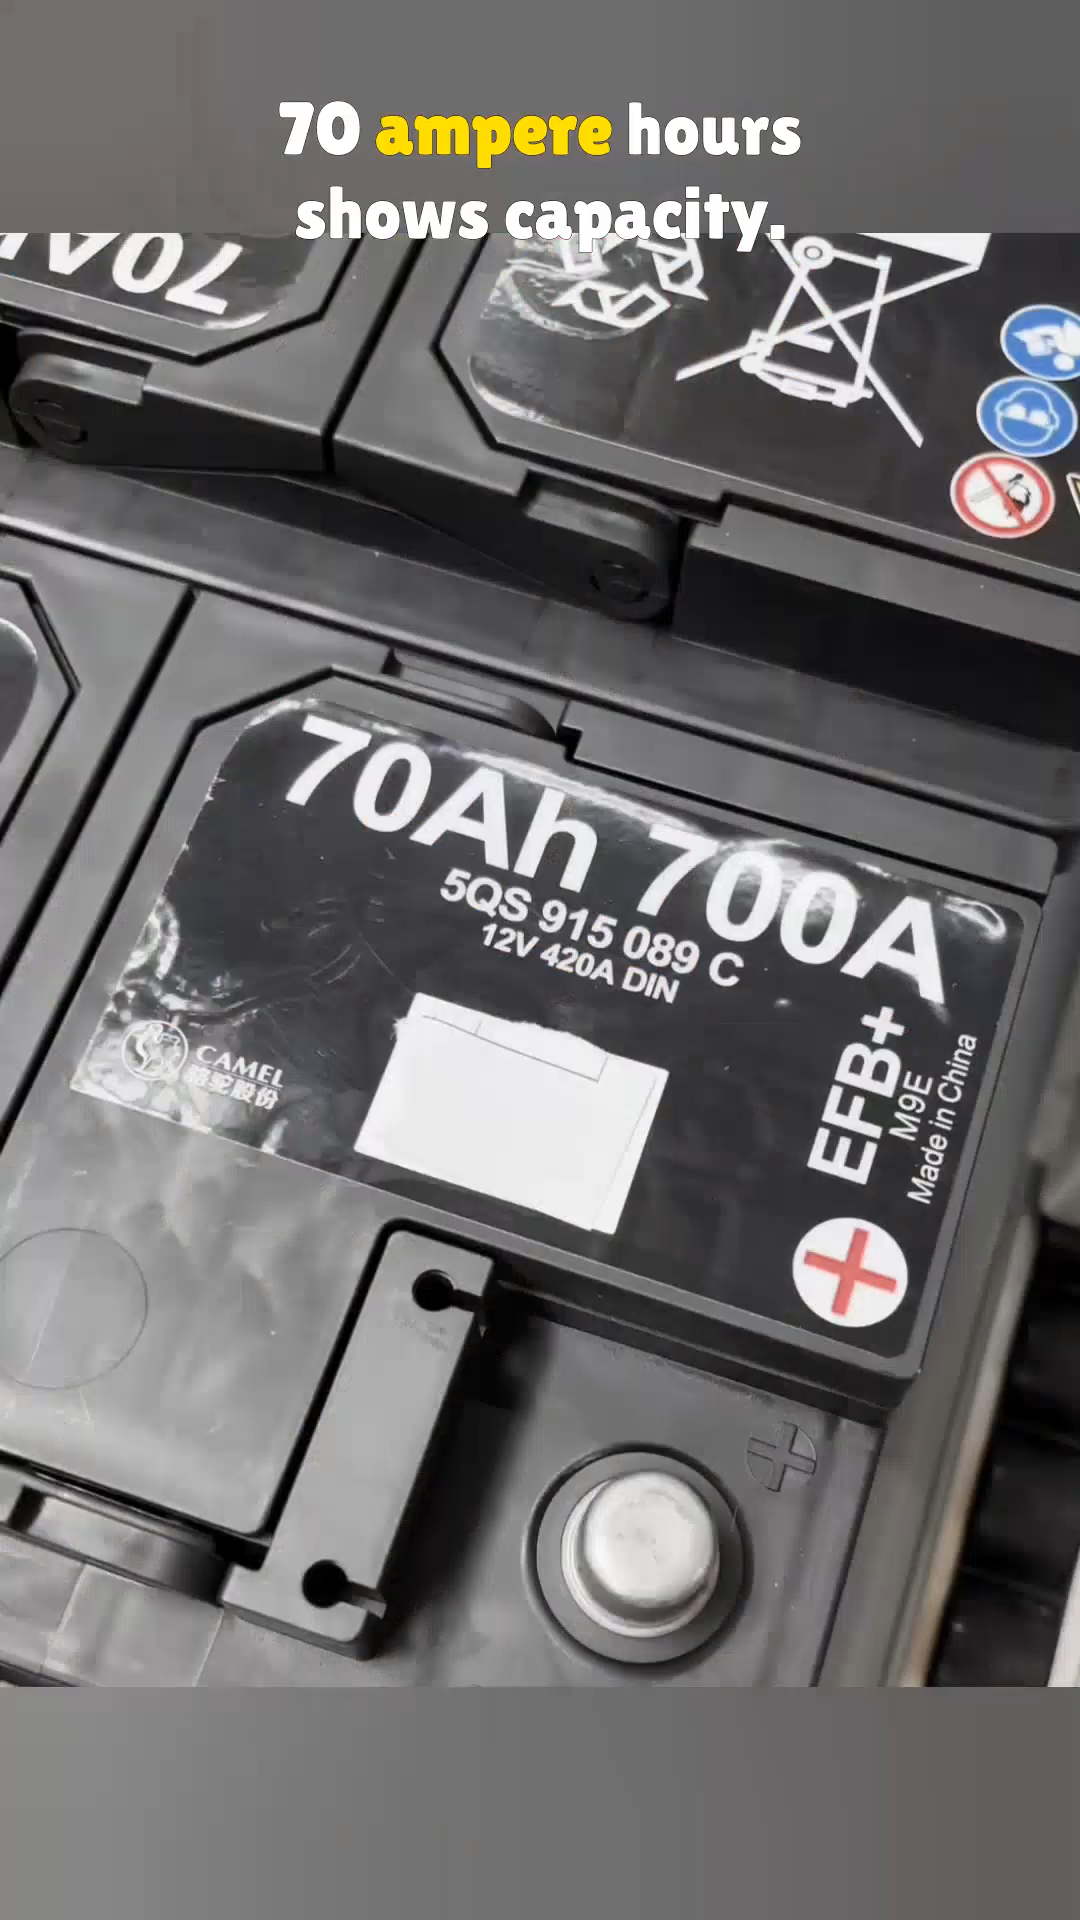 70 ampere hours
shows capacity.
70Ah
70Ah 700A
5QS 915 089 C
12V 420A DIN
CAMEL
骆驼股份
EFB+
M9E
Made in China